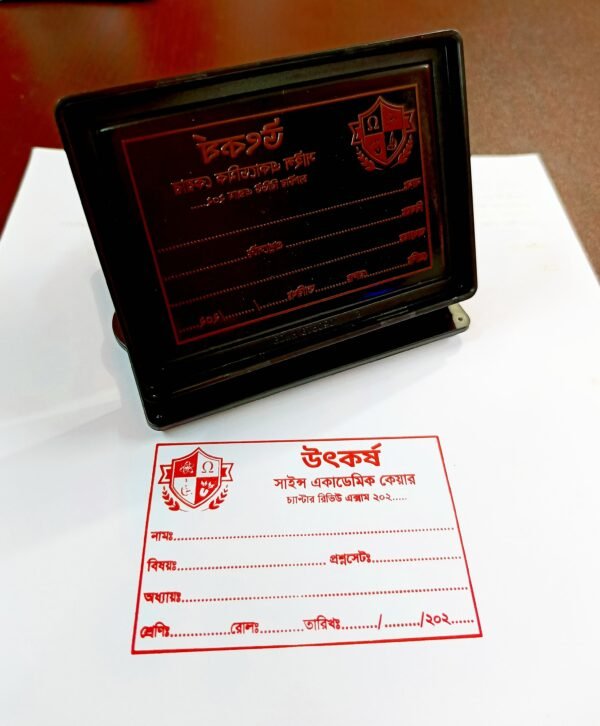 উৎকর্ষ
সাইন্স একাডেমিক কেয়ার
চ্যাপ্টার রিভিউ এক্সাম ২০২.....
নামঃ................................................................
বিষয়ঃ................................ প্রশ্নসেটঃ....................
অধ্যায়ঃ................................................................
শ্রেণিঃ.............রোলঃ.........তারিখঃ......../......../২০২......